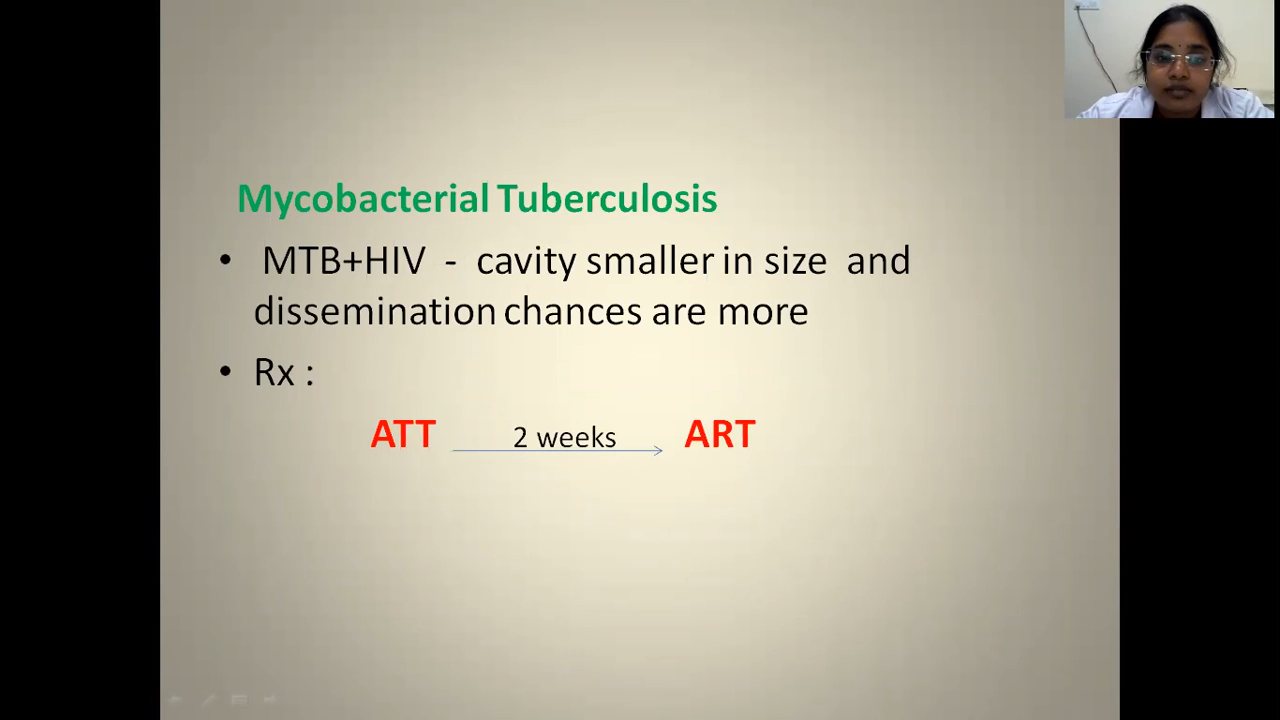 Mycobacterial Tuberculosis
• MTB+HIV - cavity smaller in size and
dissemination chances are more
• Rx :
ATT 2 weeks ART